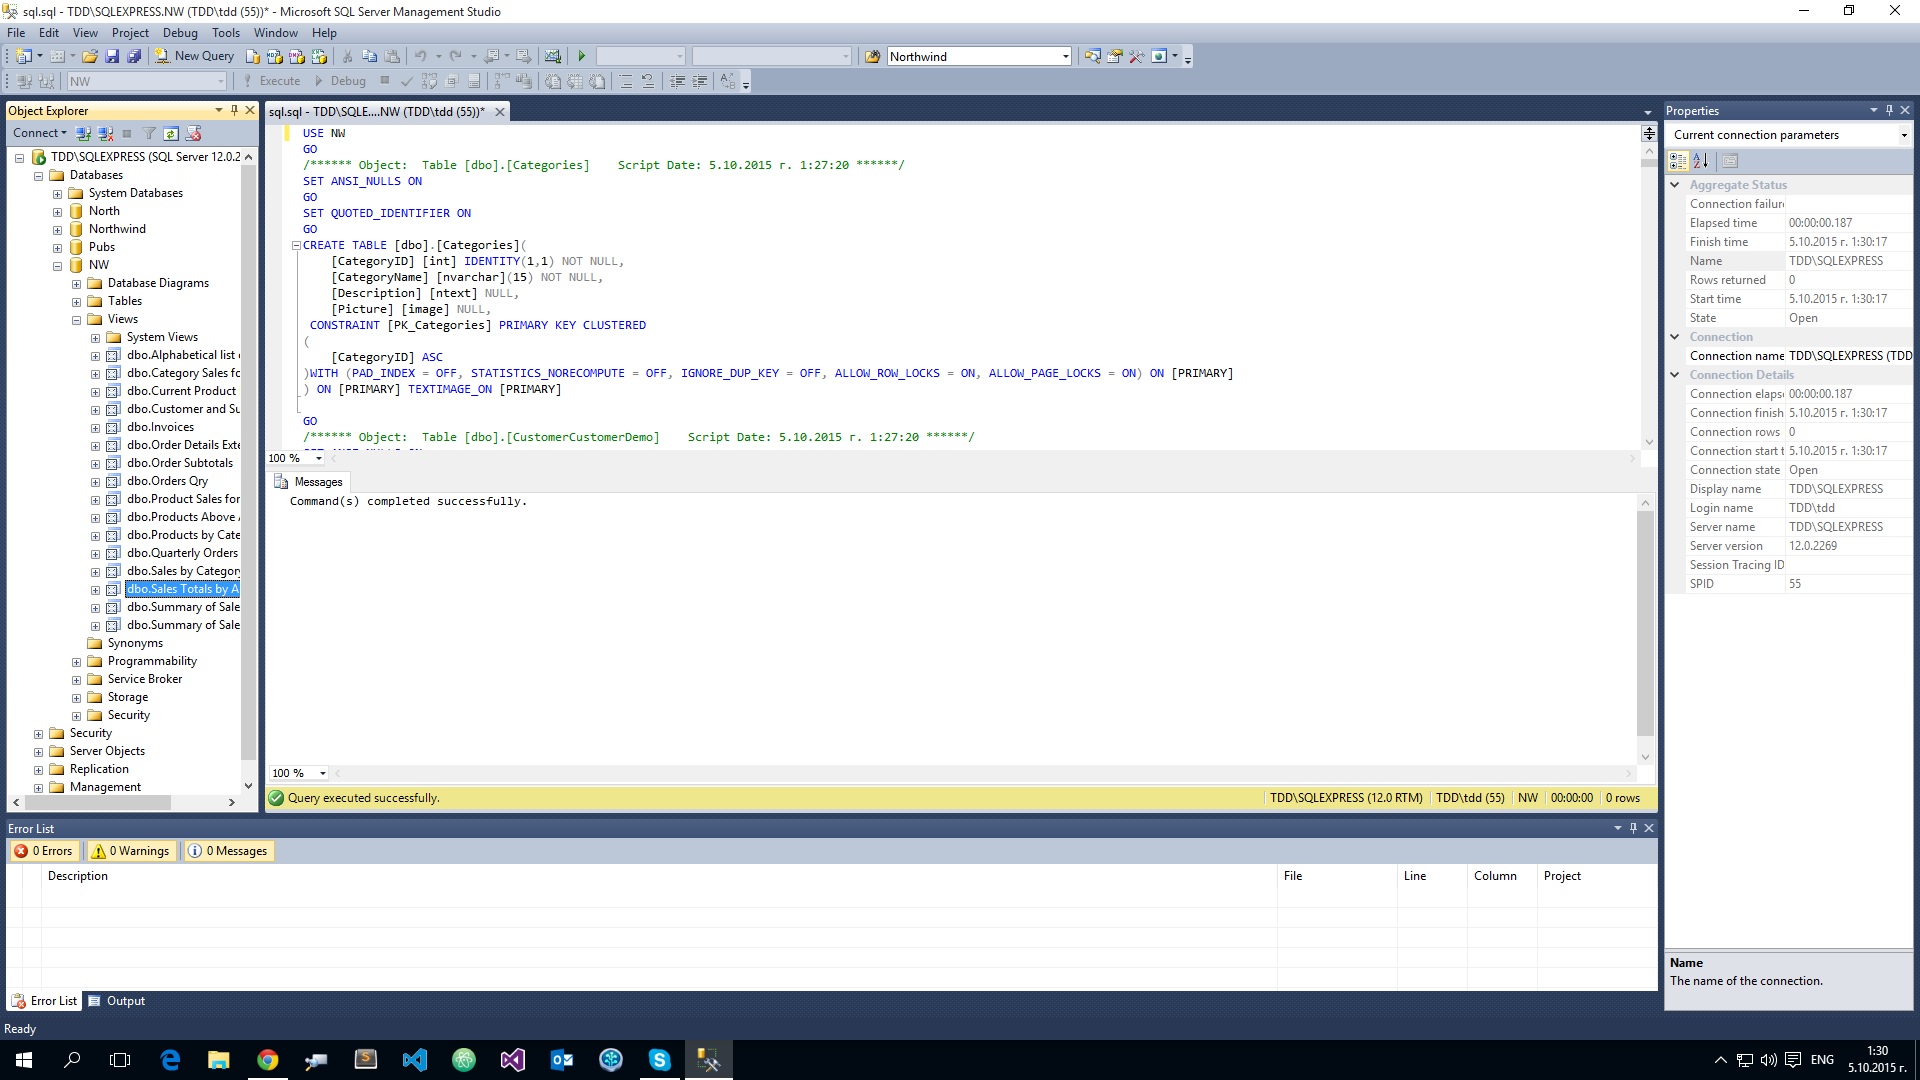 sql.sql - TDD\SQLEXPRESS.NW (TDD\tdd (55))* - Microsoft SQL Server Management Studio
File Edit View Project Debug Tools Window Help
New Query
Northwind
NW
Execute
Debug
Object Explorer
Connect
TDD\SQLEXPRESS (SQL Server 12.0.2
Databases
System Databases
North
Northwind
Pubs
NW
Database Diagrams
Tables
Views
System Views
dbo.Alphabetical list
dbo.Category Sales fo
dbo.Current Product
dbo.Customer and Su
dbo.Invoices
dbo.Order Details Exte
dbo.Order Subtotals
dbo.Orders Qry
dbo.Product Sales for
dbo.Products Above
dbo.Products by Cate
dbo.Quarterly Orders
dbo.Sales by Category
dbo.Sales Totals by A
dbo.Summary of Sale
dbo.Summary of Sale
Synonyms
Programmability
Service Broker
Storage
Security
Security
Server Objects
Replication
Management
sql.sql - TDD\SQLE....NW (TDD\tdd (55))*
USE NW
GO
/****** Object:  Table [dbo].[Categories]    Script Date: 5.10.2015 г. 1:27:20 ******/
SET ANSI_NULLS ON
GO
SET QUOTED_IDENTIFIER ON
GO
CREATE TABLE [dbo].[Categories](
[CategoryID] [int] IDENTITY(1,1) NOT NULL,
[CategoryName] [nvarchar](15) NOT NULL,
[Description] [ntext] NULL,
[Picture] [image] NULL,
CONSTRAINT [PK_Categories] PRIMARY KEY CLUSTERED
(
[CategoryID] ASC
)WITH (PAD_INDEX = OFF, STATISTICS_NORECOMPUTE = OFF, IGNORE_DUP_KEY = OFF, ALLOW_ROW_LOCKS = ON, ALLOW_PAGE_LOCKS = ON) ON [PRIMARY]
) ON [PRIMARY] TEXTIMAGE_ON [PRIMARY]
GO
/****** Object:  Table [dbo].[CustomerCustomerDemo]    Script Date: 5.10.2015 г. 1:27:20 ******/
100 %
Messages
Command(s) completed successfully.
100 %
Query executed successfully.
TDD\SQLEXPRESS (12.0 RTM) TDD\tdd (55) NW 00:00:00 0 rows
Properties
Current connection parameters
Aggregate Status
Connection failure
Elapsed time 00:00:00.187
Finish time 5.10.2015 г. 1:30:17
Name TDD\SQLEXPRESS
Rows returned 0
Start time 5.10.2015 г. 1:30:17
State Open
Connection
Connection name TDD\SQLEXPRESS (TDD
Connection Details
Connection elapse 00:00:00.187
Connection finish 5.10.2015 г. 1:30:17
Connection rows 0
Connection start t 5.10.2015 г. 1:30:17
Connection state Open
Display name TDD\SQLEXPRESS
Login name TDD\tdd
Server name TDD\SQLEXPRESS
Server version 12.0.2269
Session Tracing ID
SPID 55
Name
The name of the connection.
Error List
0 Errors 0 Warnings 0 Messages
Description File Line Column Project
Error List Output
Ready
ENG
1:30
5.10.2015 г.